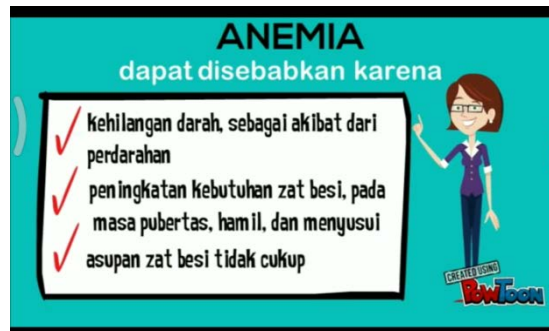 ANEMIA
dapat disebabkan karena
kehilangan darah, sebagai akibat dari
perdarahan
peningkatan kebutuhan zat besi, pada
masa pubertas, hamil, dan menyusui
asupan zat besi tidak cukup
CREATED USING
POWTOON